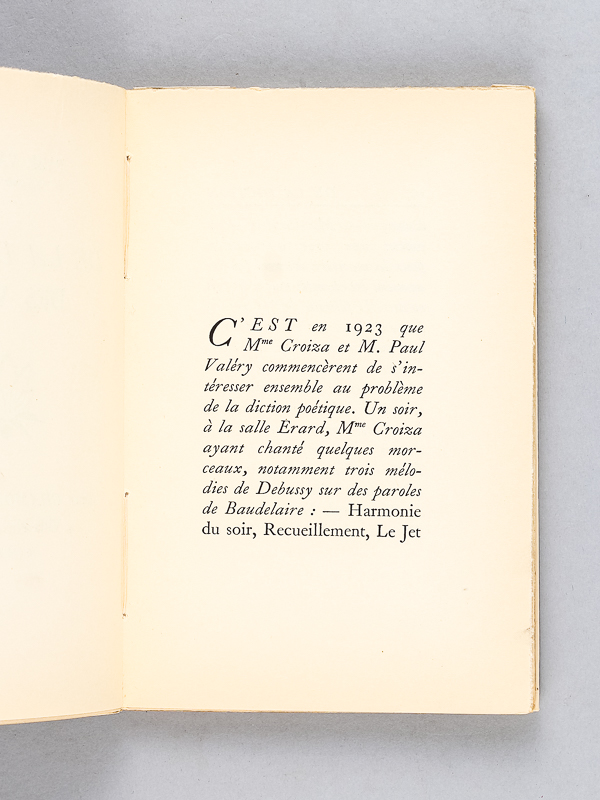 C'EST en 1923 que
Mme Croiza et M. Paul
Valéry commencèrent de s'in-
téresser ensemble au problème
de la diction poétique. Un soir,
à la salle Érard, Mme Croiza
ayant chanté quelques mor-
ceaux, notamment trois mélo-
dies de Debussy sur des paroles
de Baudelaire : — Harmonie
du soir, Recueillement, Le Jet